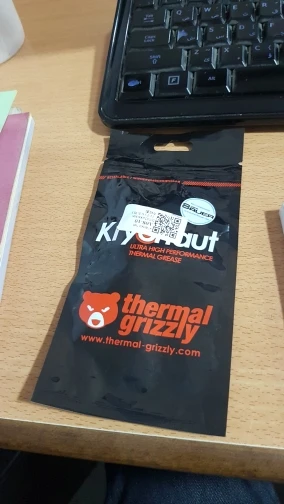 Kryonaut
ULTRA HIGH PERFORMANCE
THERMAL GREASE
thermal
grizzly
www.thermal-grizzly.com